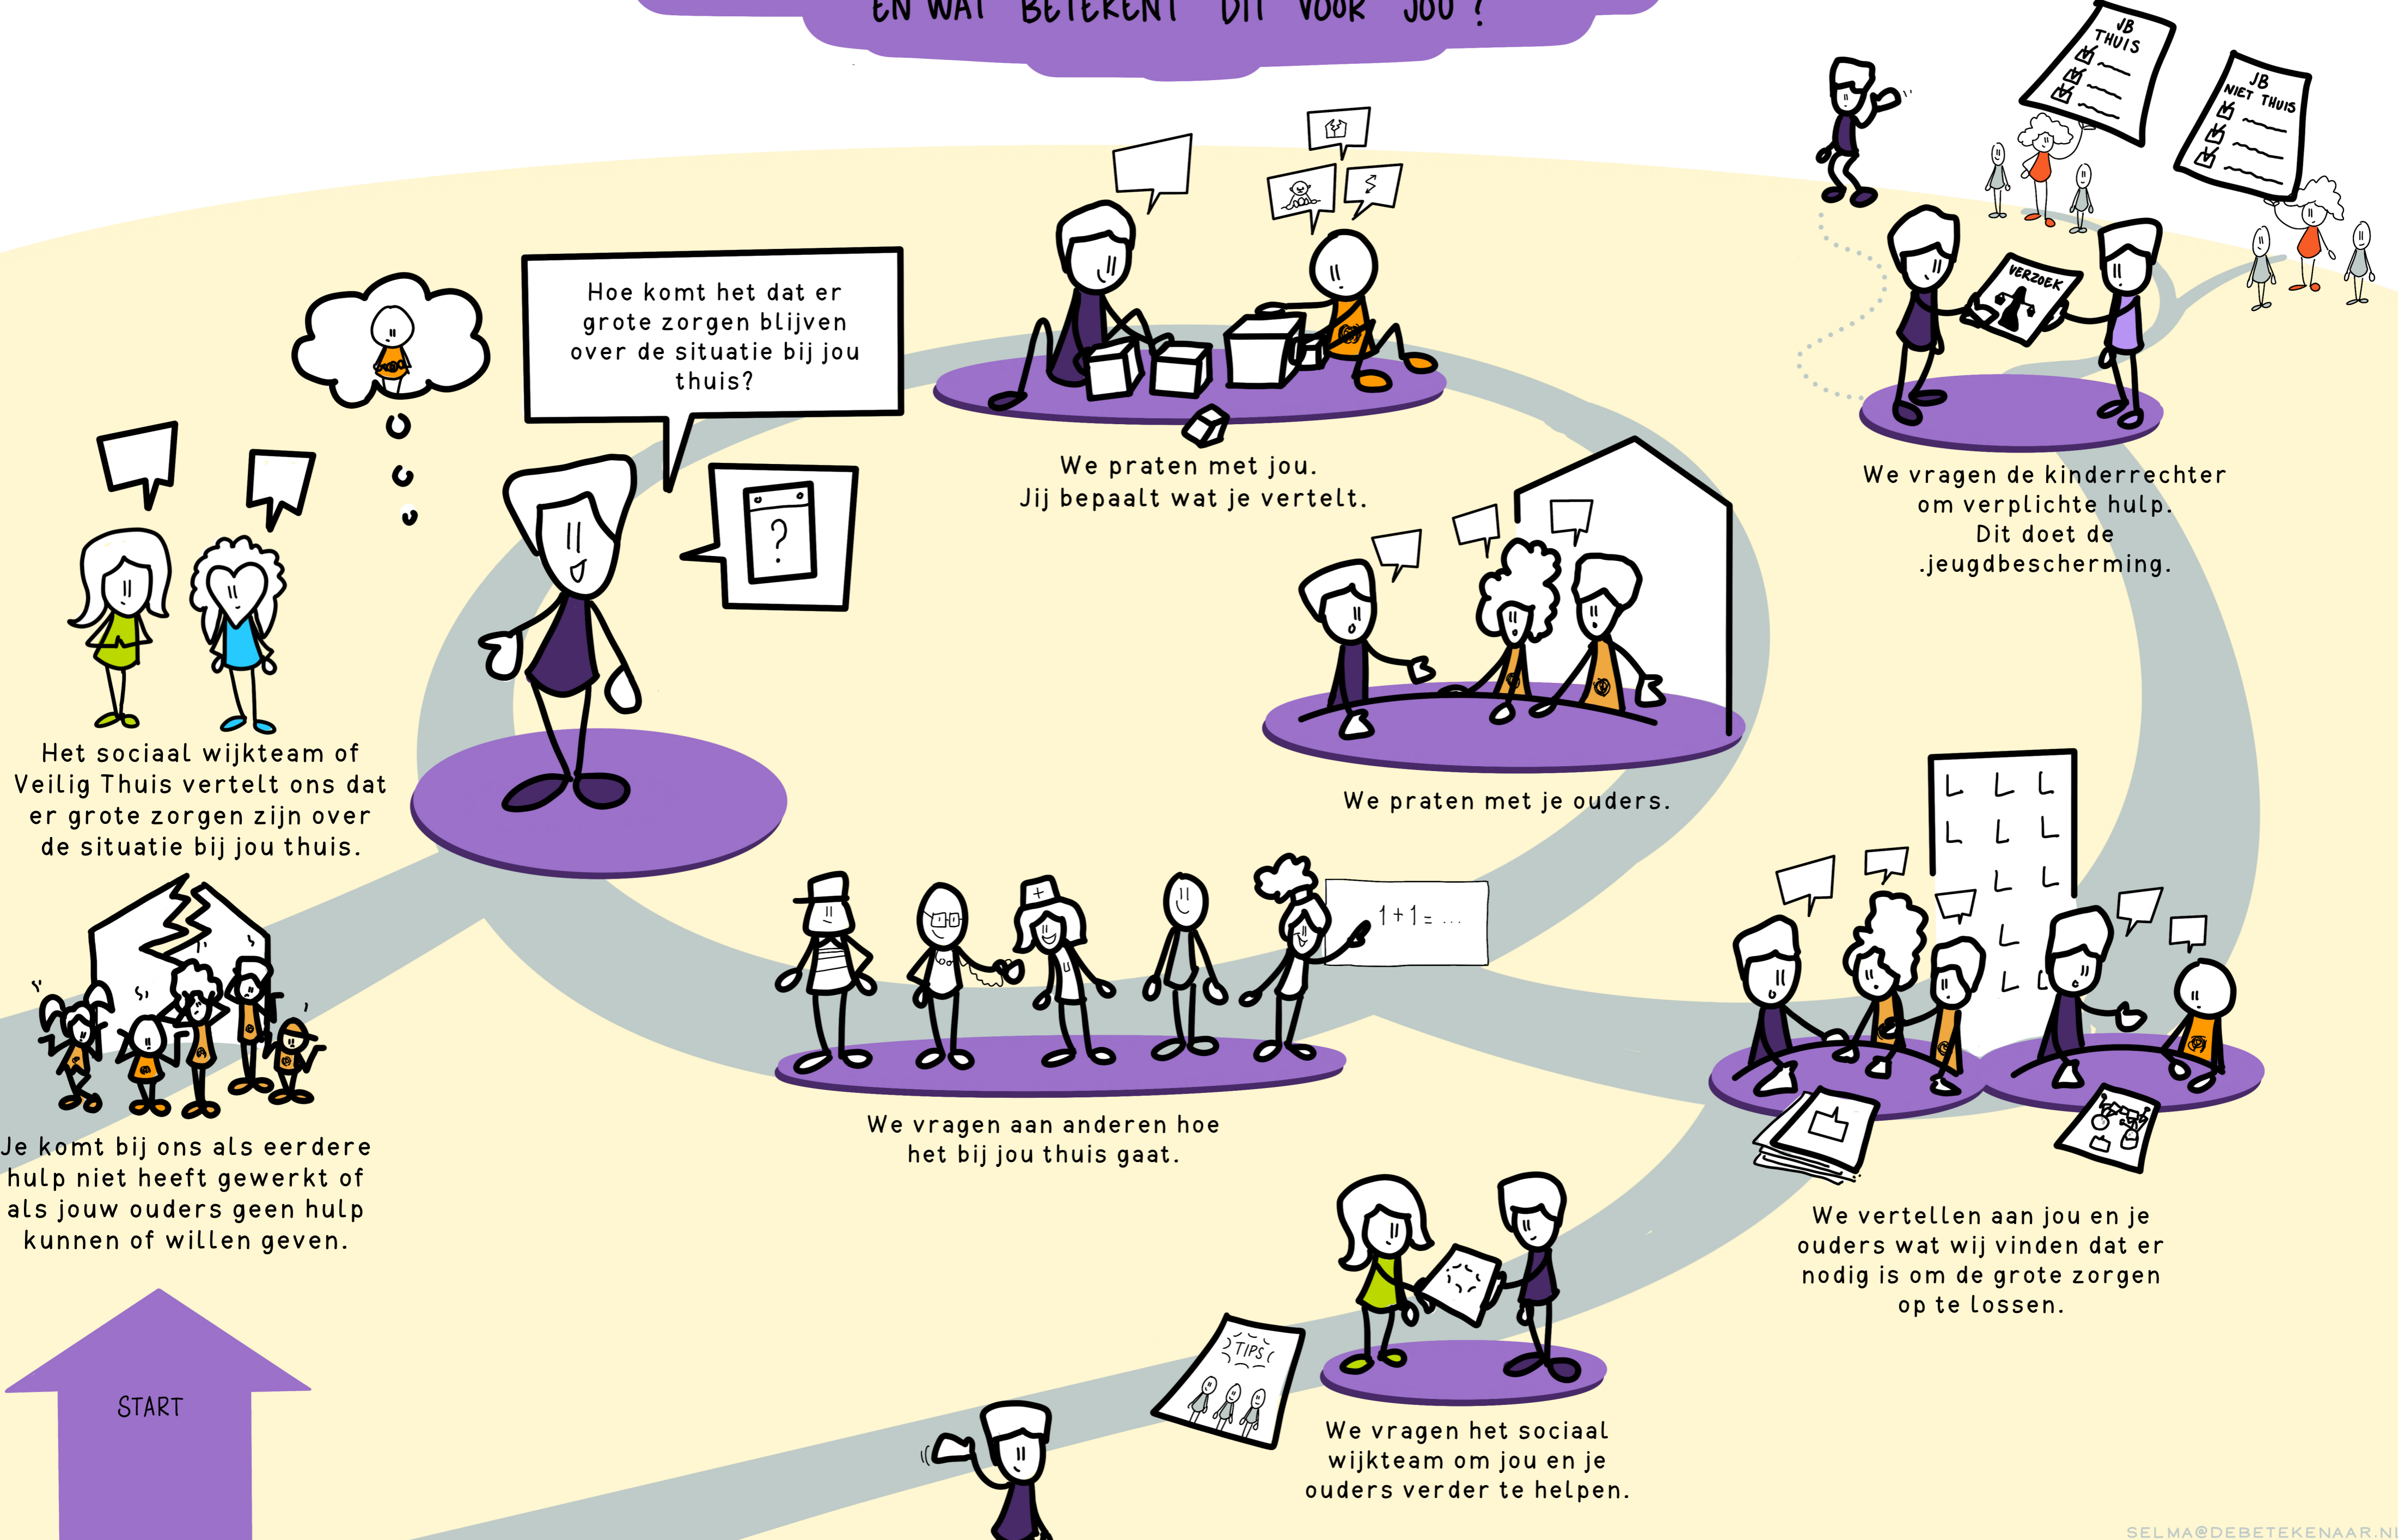 EN WAT BETEKENT DIT VOOR JOU?
JB
THUIS
JB
NIET THUIS
Hoe komt het dat er
grote zorgen blijven
over de situatie bij jou
thuis?
?
VERZOEK
We praten met jou.
Jij bepaalt wat je vertelt.
We vragen de kinderrechter
om verplichte hulp.
Dit doet de
.jeugdbescherming.
Het sociaal wijkteam of
Veilig Thuis vertelt ons dat
er grote zorgen zijn over
de situatie bij jou thuis.
We praten met je ouders.
1+1= ...
Je komt bij ons als eerdere
hulp niet heeft gewerkt of
als jouw ouders geen hulp
kunnen of willen geven.
We vragen aan anderen hoe
het bij jou thuis gaat.
We vertellen aan jou en je
ouders wat wij vinden dat er
nodig is om de grote zorgen
op te lossen.
TIPS
START
We vragen het sociaal
wijkteam om jou en je
ouders verder te helpen.
SELMA@DEBETEKENAAR.NL